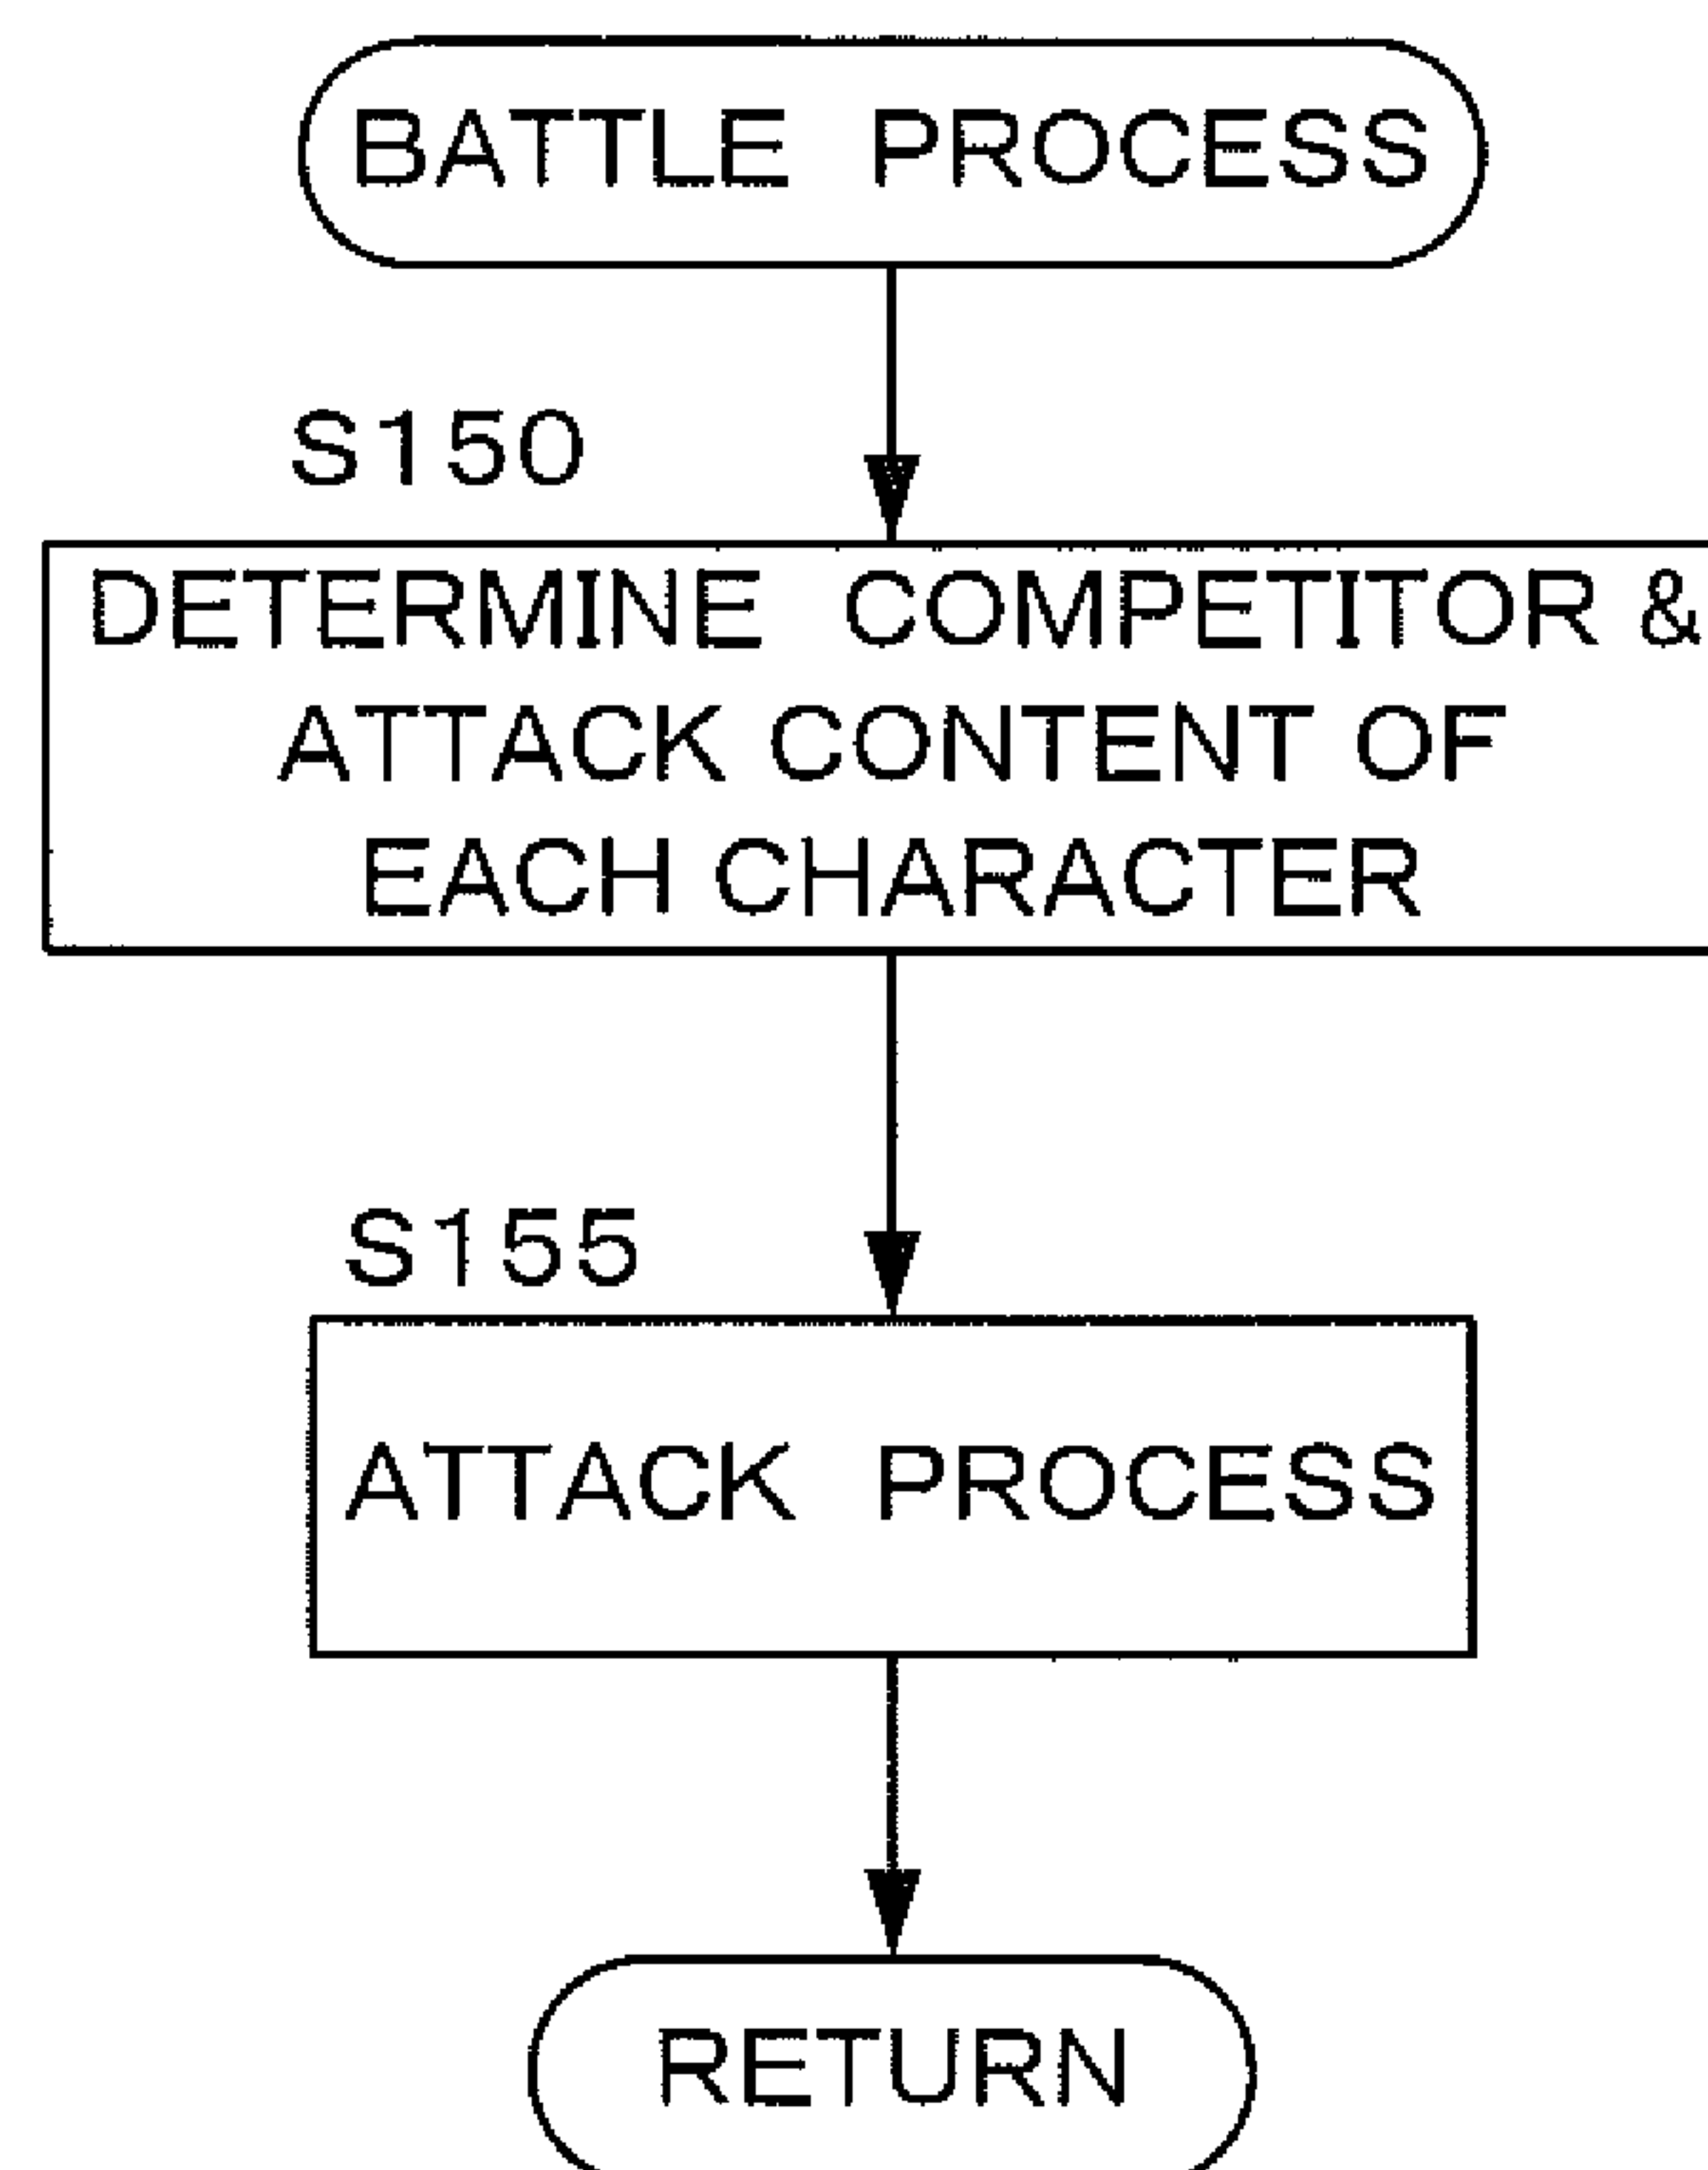 BATTLE PROCESS
S150
DETERMINE COMPETITOR &
ATTACK CONTENT OF
EACH CHARACTER
S155
ATTACK PROCESS
RETURN